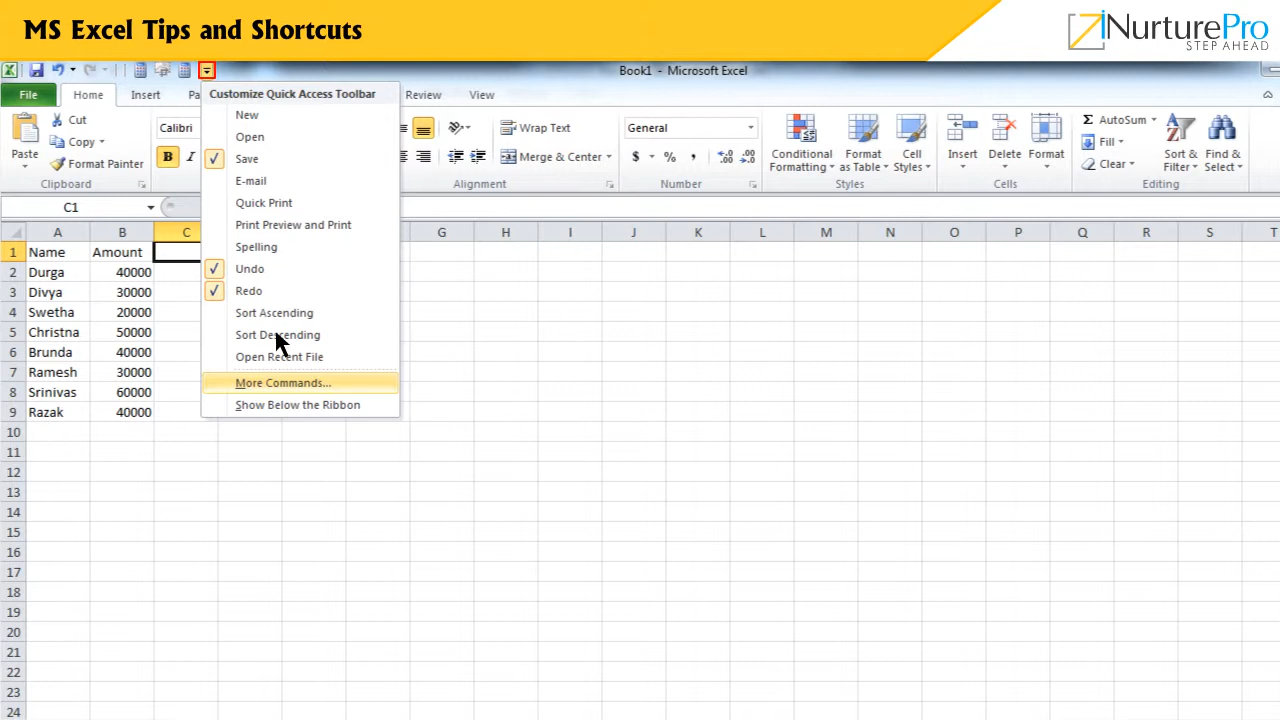 MS Excel Tips and Shortcuts
iNurturePro
STEP AHEAD
Book1 - Microsoft Excel
File Home Insert Review View
Customize Quick Access Toolbar
New
Open
Save
E-mail
Quick Print
Print Preview and Print
Spelling
Undo
Redo
Sort Ascending
Sort Descending
Open Recent File
More Commands...
Show Below the Ribbon
Paste
Cut
Copy
Format Painter
Clipboard
Calibri
B I
Wrap Text
Merge & Center
Alignment
General
$ % ,
Number
Conditional Formatting
Format as Table
Cell Styles
Styles
Insert
Delete
Format
Cells
Σ AutoSum
Fill
Clear
Sort & Filter
Find & Select
Editing
C1
A B C G H I J K L M N O P Q R S T
1 Name Amount
2 Durga 40000
3 Divya 30000
4 Swetha 20000
5 Christna 50000
6 Brunda 40000
7 Ramesh 30000
8 Srinivas 60000
9 Razak 40000
10
11
12
13
14
15
16
17
18
19
20
21
22
23
24